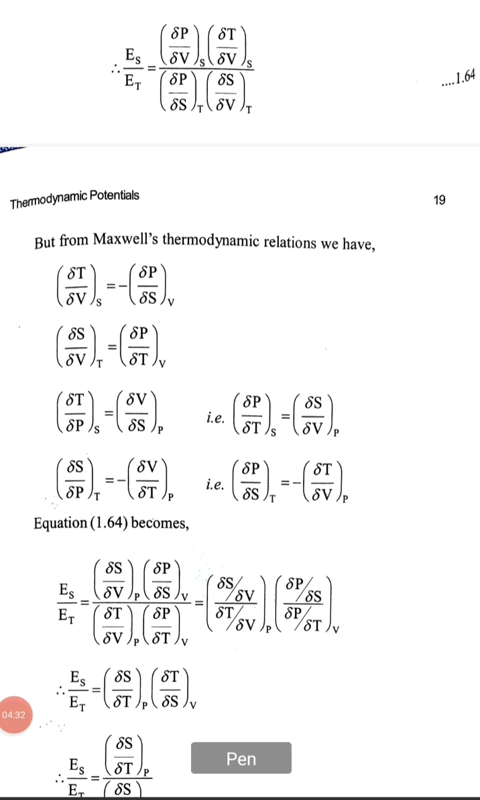 ∴ E_S/E_T = (δP/δV)_S (δT/δV)_S / (δP/δS)_T (δS/δV)_T ....1.64
Thermodynamic Potentials 19
But from Maxwell's thermodynamic relations we have,
(δT/δV)_S = -(δP/δS)_V
(δS/δV)_T = (δP/δT)_V
(δT/δP)_S = (δV/δS)_P i.e. (δP/δT)_S = (δS/δV)_P
(δS/δP)_T = -(δV/δT)_P i.e. (δP/δS)_T = -(δT/δV)_P
Equation (1.64) becomes,
E_S/E_T = (δS/δV)_P (δP/δS)_V / (δT/δV)_P (δP/δT)_V = ((δS/δV)/(δT/δV))_P ((δP/δS)/(δP/δT))_V
∴ E_S/E_T = (δS/δT)_P (δT/δS)_V
04:32
∴ E_S/E_T = (δS/δT)_P / (δS
Pen